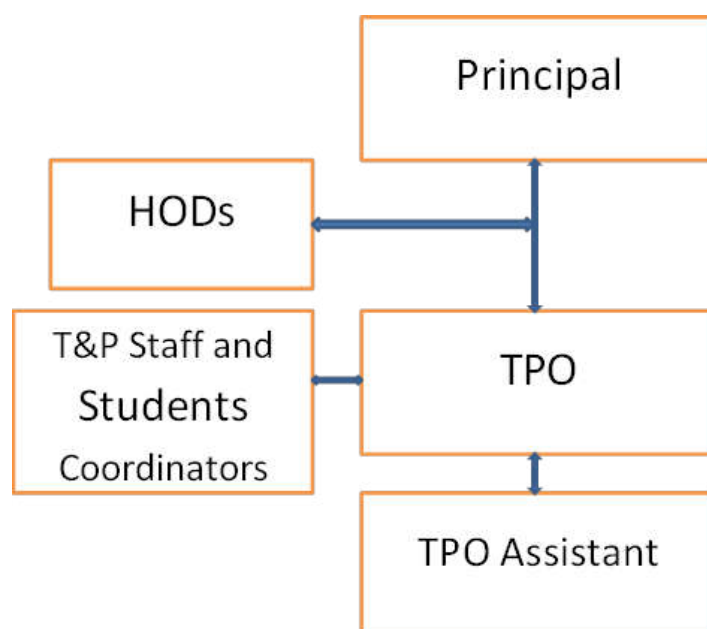 Principal
HODs
T&P Staff and
Students
Coordinators
TPO
TPO Assistant